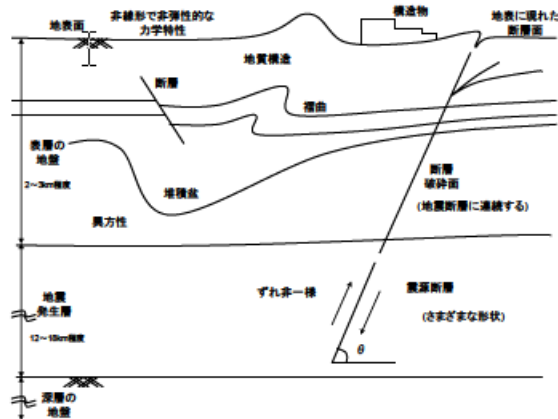 地表面
非線形で非弾性的な
力学特性
構造物
地表に現れた
断層面
地質構造
断層
褶曲
表層の
地盤
2～3km程度
堆積盆
異方性
断層
破砕面
(地震断層に連続する)
地震
発生層
12～18km程度
ずれ非一様
震源断層
(さまざまな形状)
θ
深層の
地盤